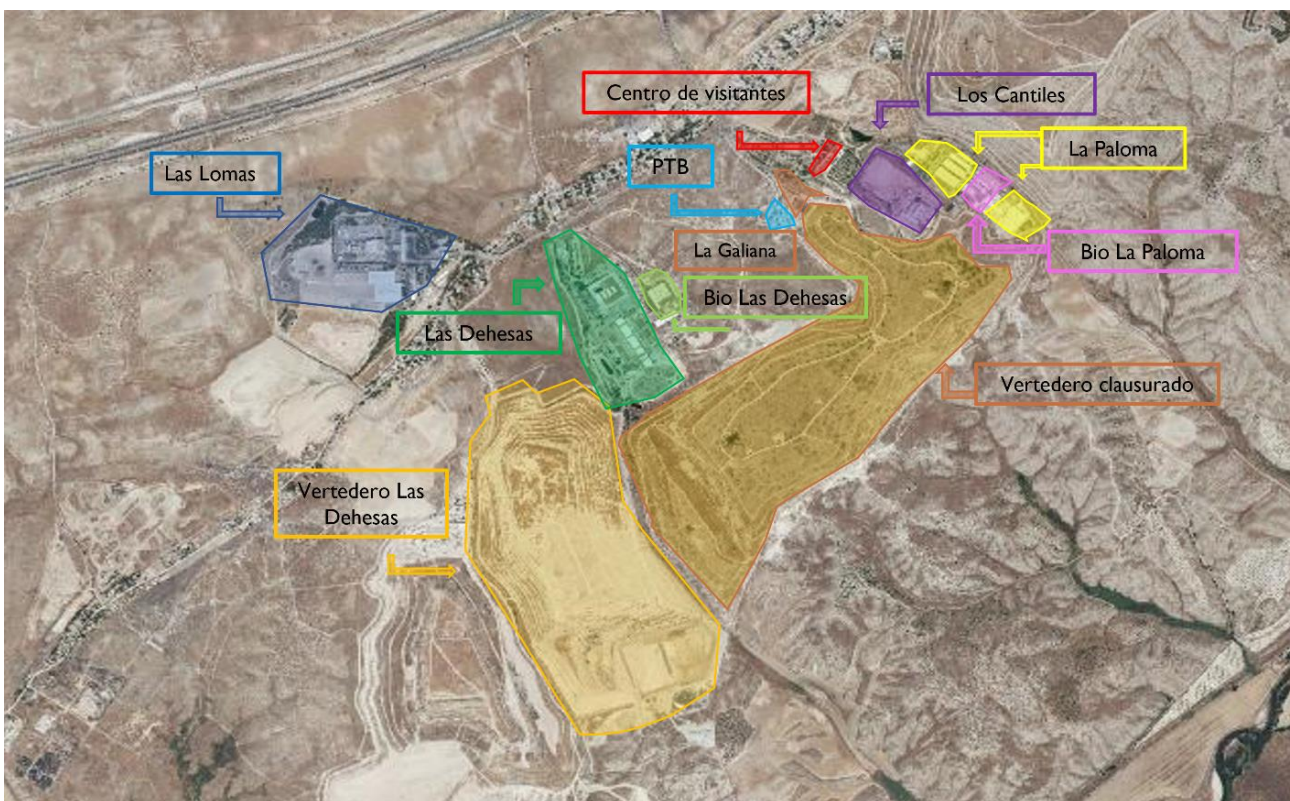 Centro de visitantes
Los Cantiles
La Paloma
PTB
Las Lomas
La Galiana
Bio La Paloma
Bio Las Dehesas
Las Dehesas
Vertedero clausurado
Vertedero Las
Dehesas